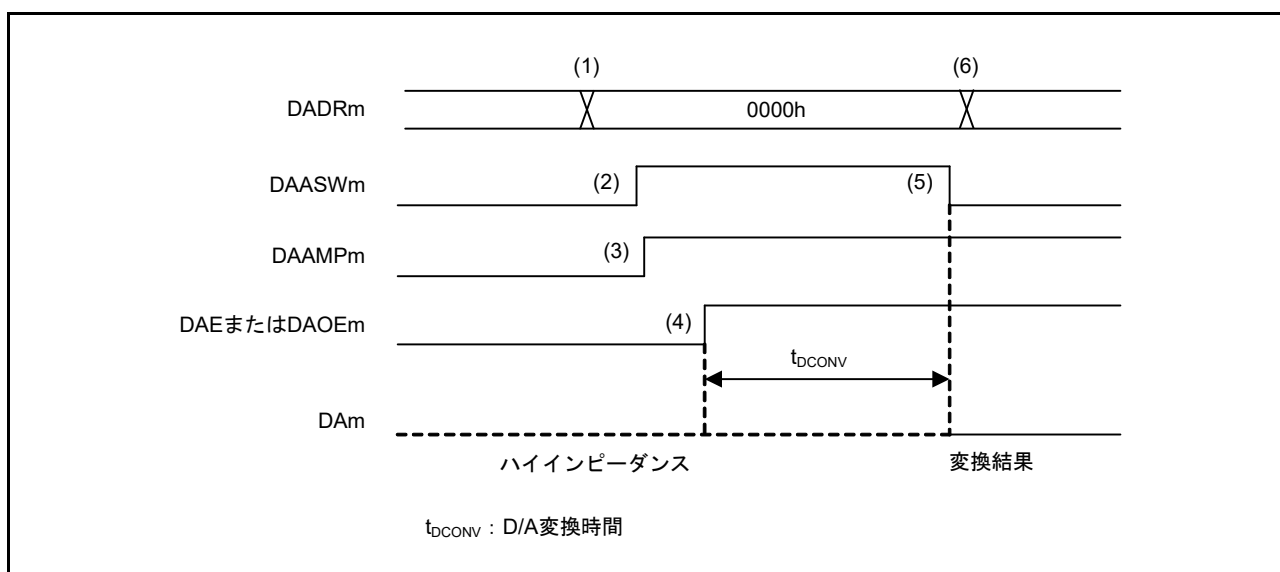 (1) (6)
DADRm 0000h
DAASWm (2) (5)
DAAMPm (3)
DAEまたはDAOEm (4)
tDCONV
DAm
ハイインピーダンス 変換結果
tDCONV：D/A変換時間